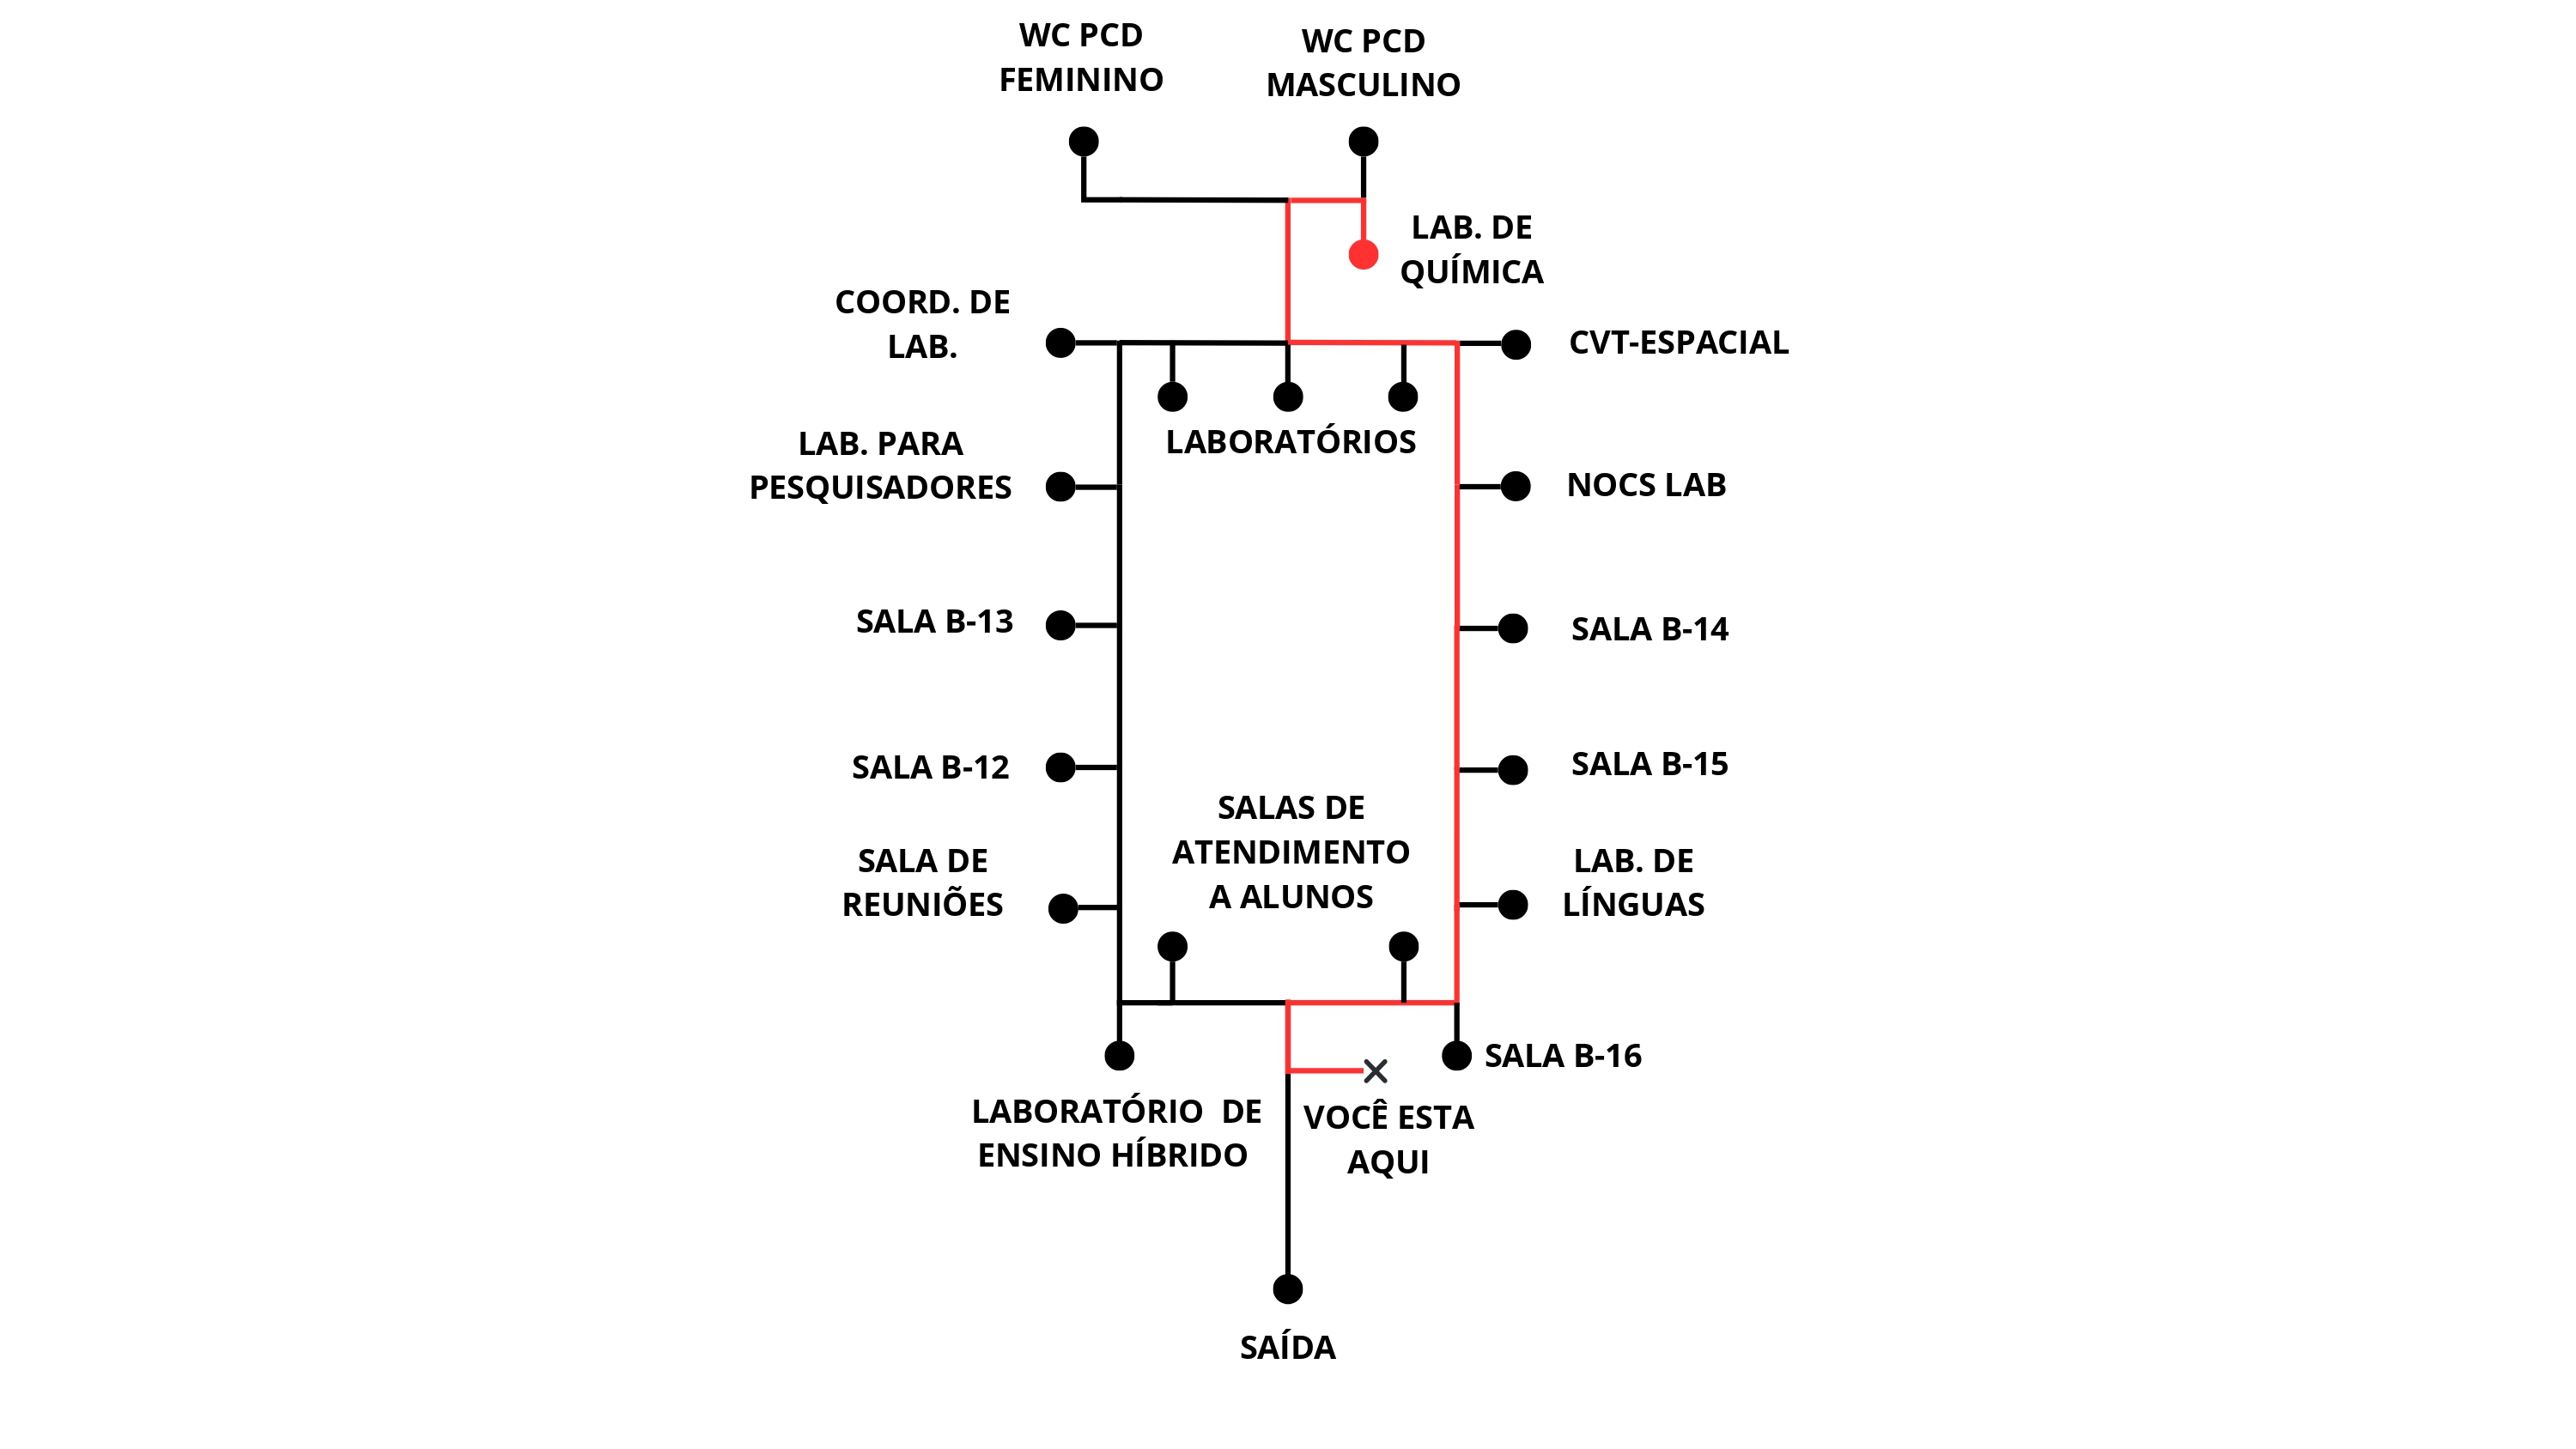 WC PCD
FEMININO
WC PCD
MASCULINO
LAB. DE
QUÍMICA
COORD. DE
LAB.
CVT-ESPACIAL
LABORATÓRIOS
LAB. PARA
PESQUISADORES
NOCS LAB
SALA B-13
SALA B-14
SALA B-12
SALA B-15
SALAS DE
ATENDIMENTO
A ALUNOS
SALA DE
REUNIÕES
LAB. DE
LÍNGUAS
SALA B-16
LABORATÓRIO DE
ENSINO HÍBRIDO
VOCÊ ESTA
AQUI
SAÍDA